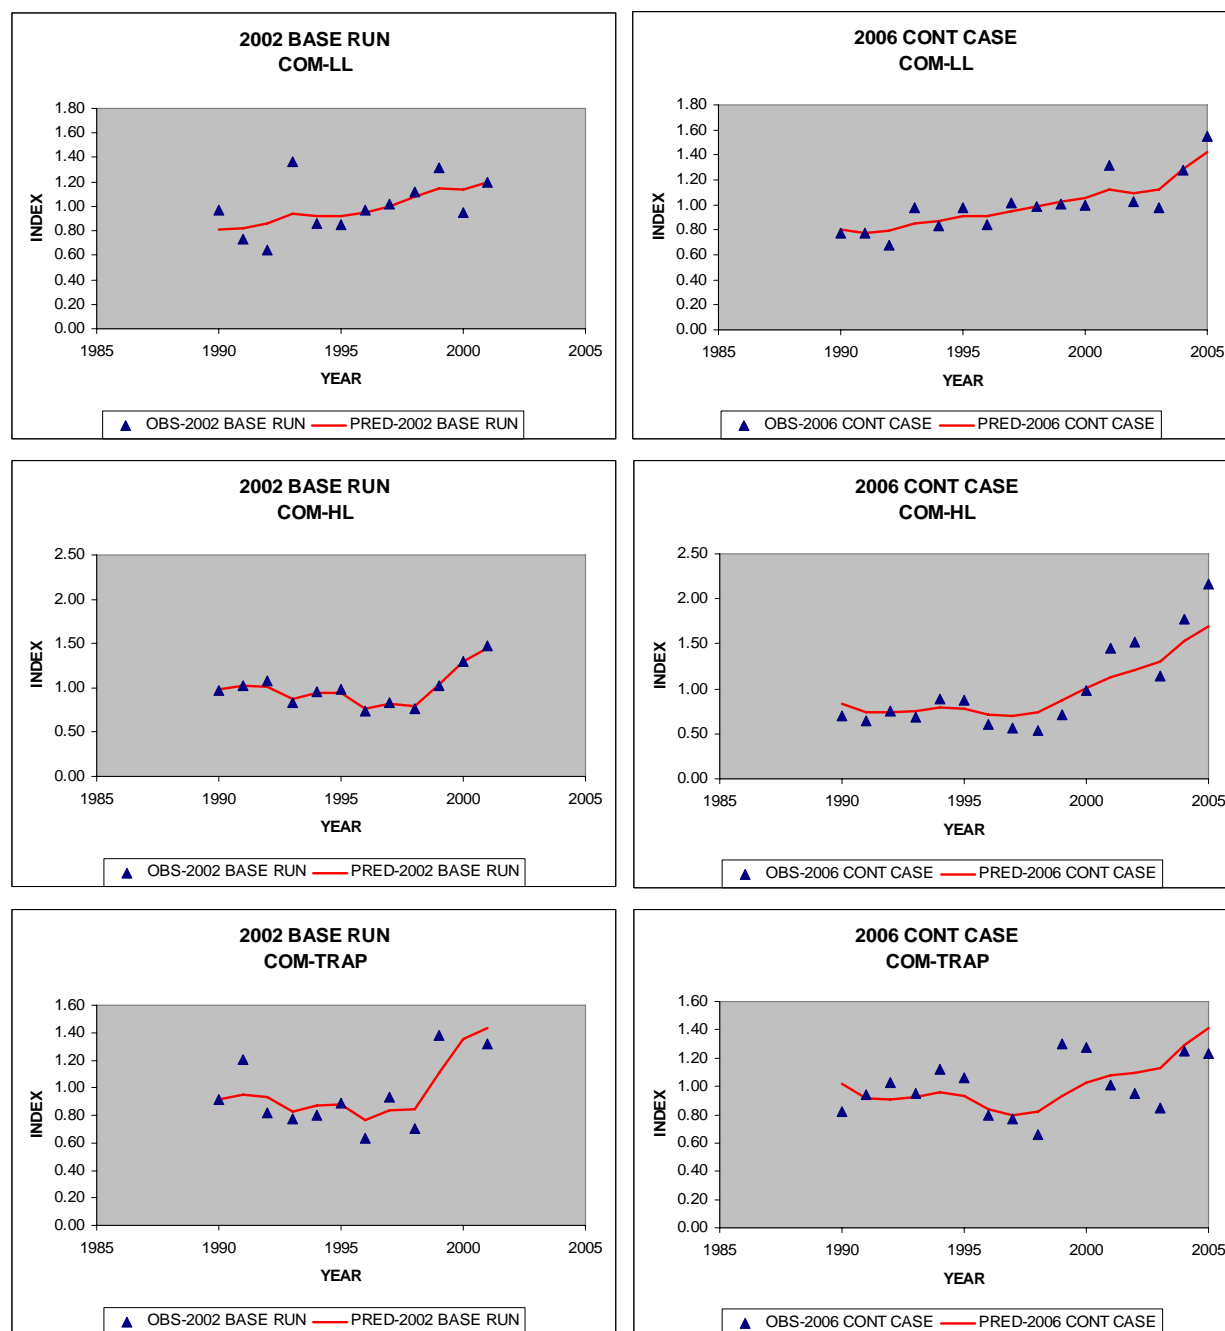 2002 BASE RUN
COM-LL
1.80
1.60
1.40
1.20
1.00
0.80
0.60
0.40
0.20
0.00
INDEX
1985 1990 1995 2000 2005
YEAR
OBS-2002 BASE RUN PRED-2002 BASE RUN
2006 CONT CASE
COM-LL
1.80
1.60
1.40
1.20
1.00
0.80
0.60
0.40
0.20
0.00
INDEX
1985 1990 1995 2000 2005
YEAR
OBS-2006 CONT CASE PRED-2006 CONT CASE
2002 BASE RUN
COM-HL
2.50
2.00
1.50
1.00
0.50
0.00
INDEX
1985 1990 1995 2000 2005
YEAR
OBS-2002 BASE RUN PRED-2002 BASE RUN
2006 CONT CASE
COM-HL
2.50
2.00
1.50
1.00
0.50
0.00
INDEX
1985 1990 1995 2000 2005
YEAR
OBS-2006 CONT CASE PRED-2006 CONT CASE
2002 BASE RUN
COM-TRAP
1.60
1.40
1.20
1.00
0.80
0.60
0.40
0.20
0.00
INDEX
1985 1990 1995 2000 2005
YEAR
OBS-2002 BASE RUN PRED-2002 BASE RUN
2006 CONT CASE
COM-TRAP
1.60
1.40
1.20
1.00
0.80
0.60
0.40
0.20
0.00
INDEX
1985 1990 1995 2000 2005
YEAR
OBS-2006 CONT CASE PRED-2006 CONT CASE